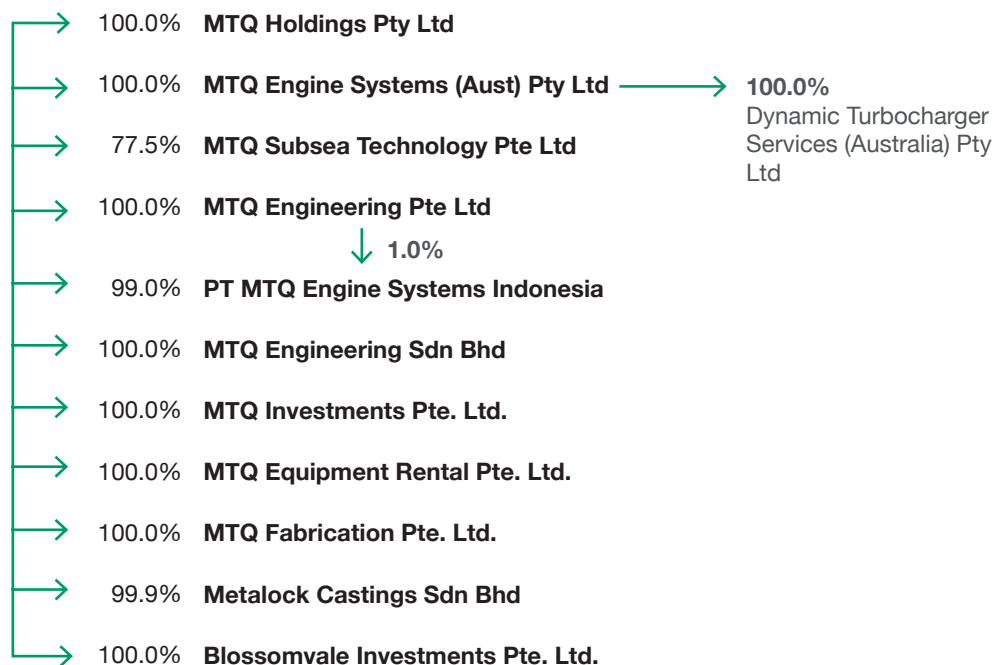 100.0% MTQ Holdings Pty Ltd
100.0% MTQ Engine Systems (Aust) Pty Ltd
100.0%
Dynamic Turbocharger
Services (Australia) Pty
Ltd
77.5% MTQ Subsea Technology Pte Ltd
100.0% MTQ Engineering Pte Ltd
1.0%
99.0% PT MTQ Engine Systems Indonesia
100.0% MTQ Engineering Sdn Bhd
100.0% MTQ Investments Pte. Ltd.
100.0% MTQ Equipment Rental Pte. Ltd.
100.0% MTQ Fabrication Pte. Ltd.
99.9% Metalock Castings Sdn Bhd
100.0% Blossomvale Investments Pte. Ltd.